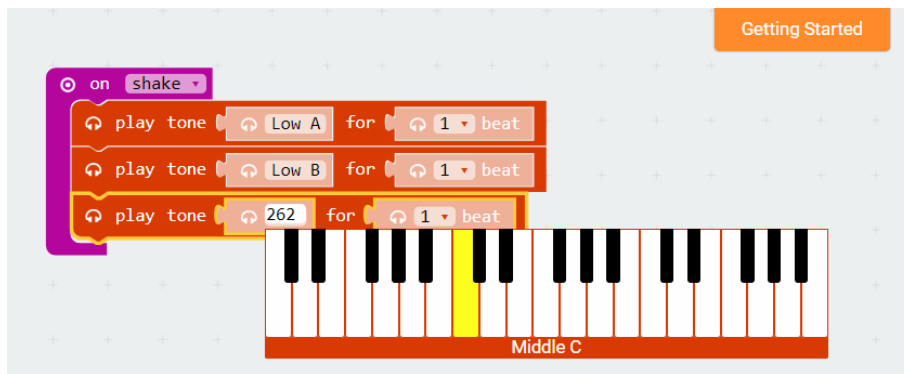 Getting Started
on shake
play tone Low A for 1 beat
play tone Low B for 1 beat
play tone 262 for 1 beat
Middle C